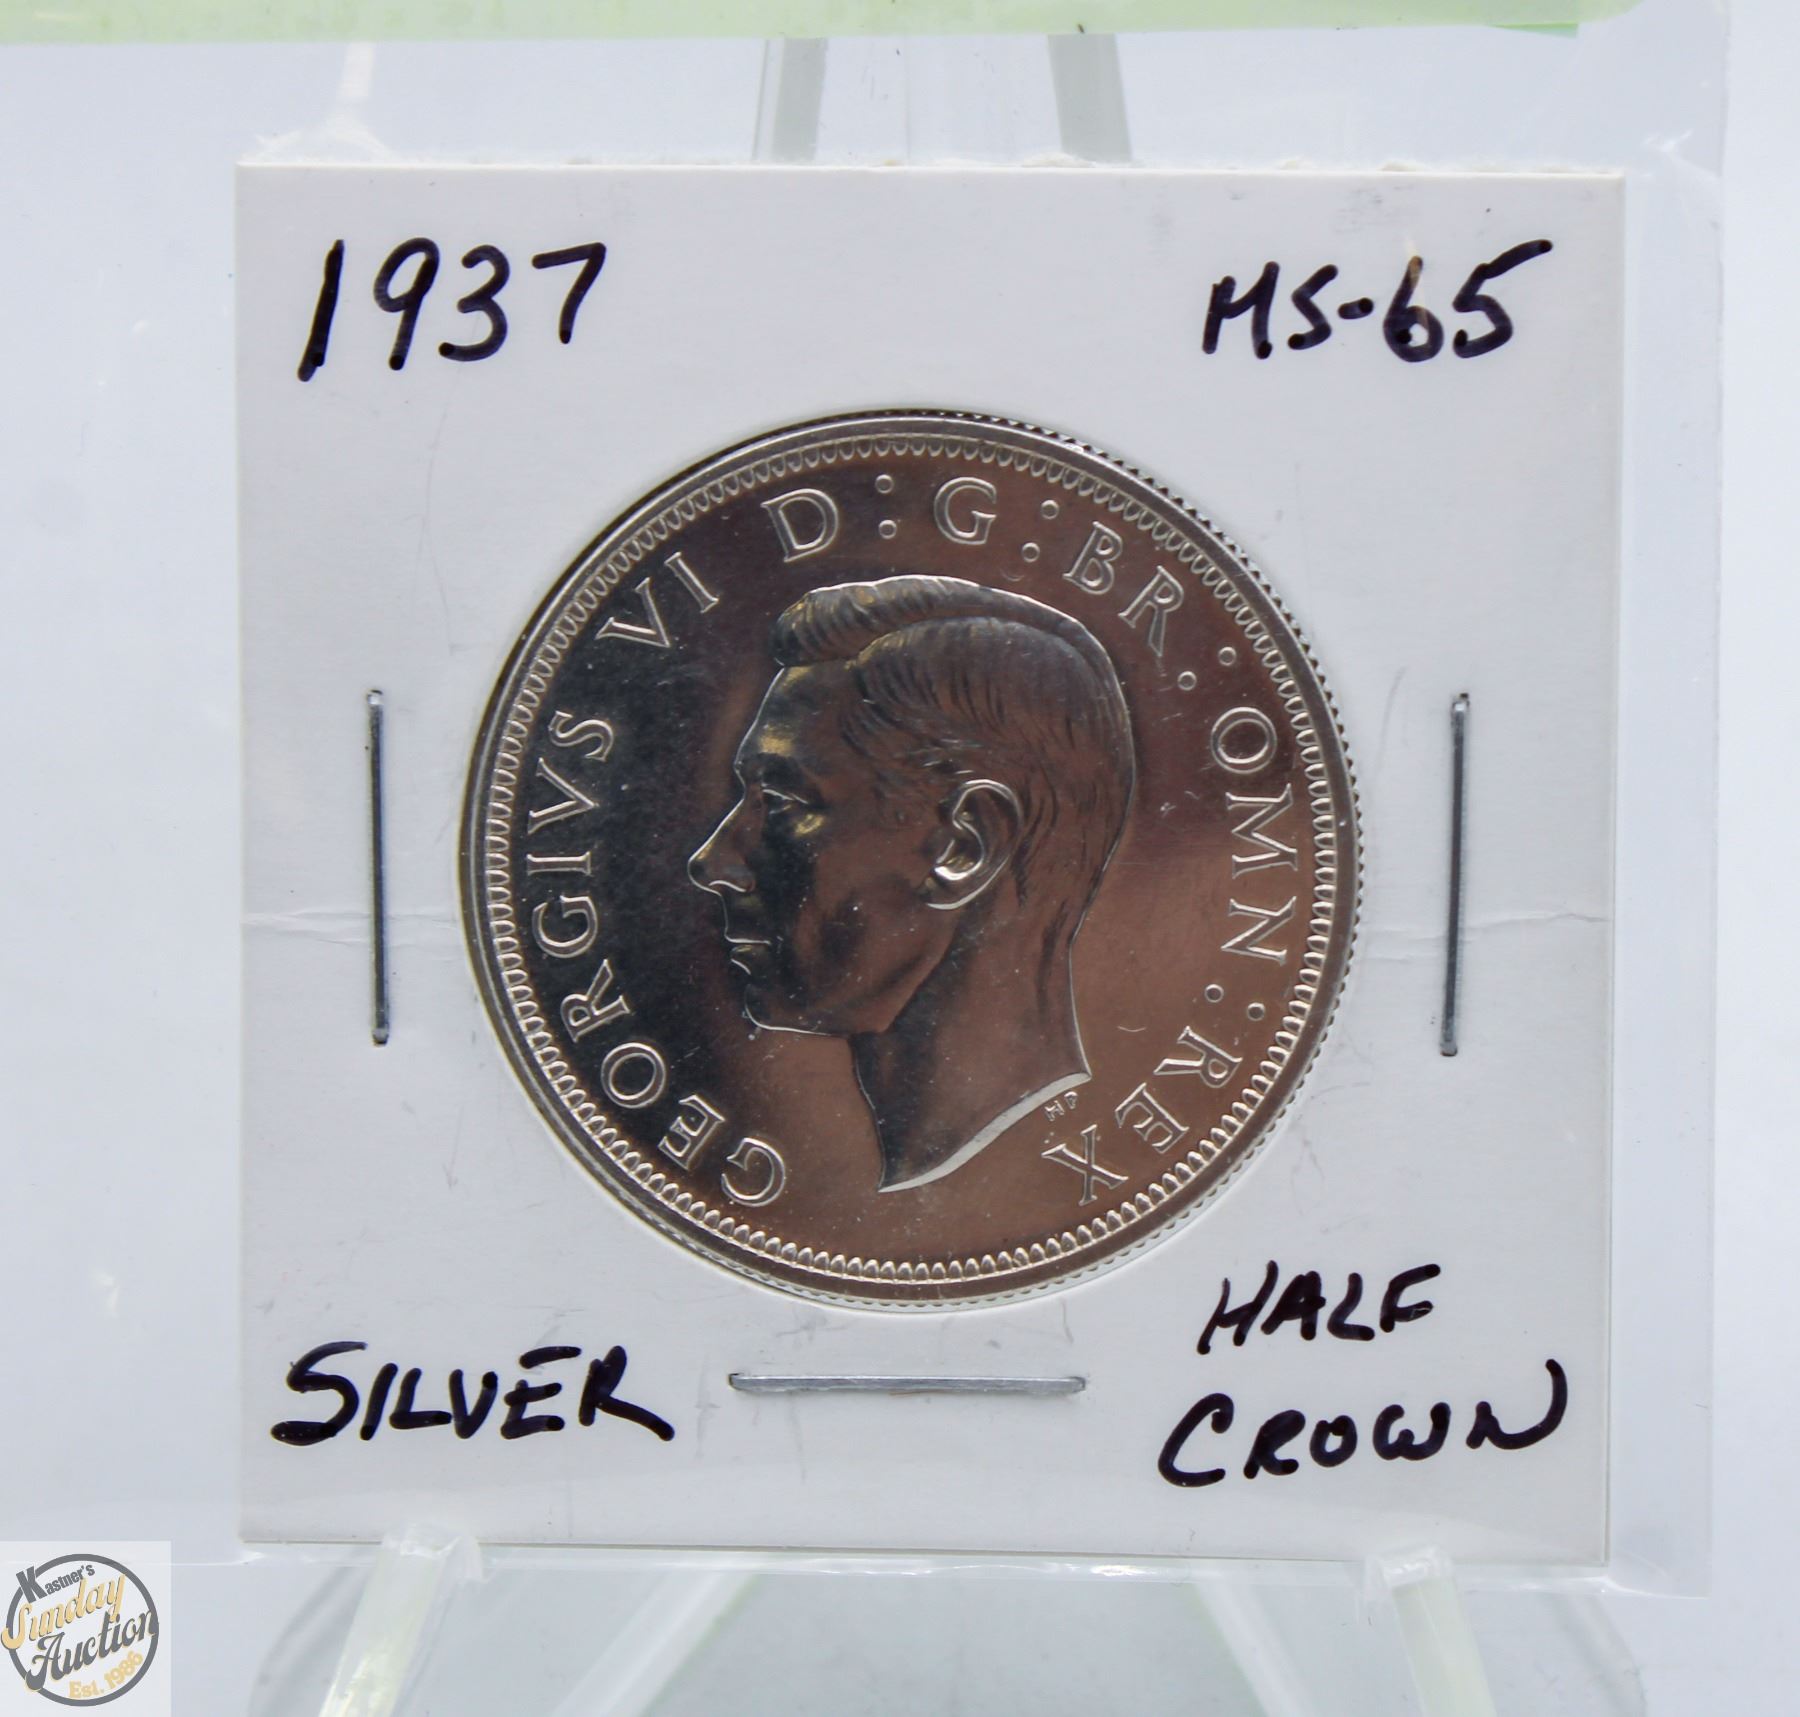 1937
MS-65
GEORGIVS VI D:G:BR:OMN:REX
HP
SILVER
HALF
CROWN
Kastner's
Sunday
Auction
Est. 1986